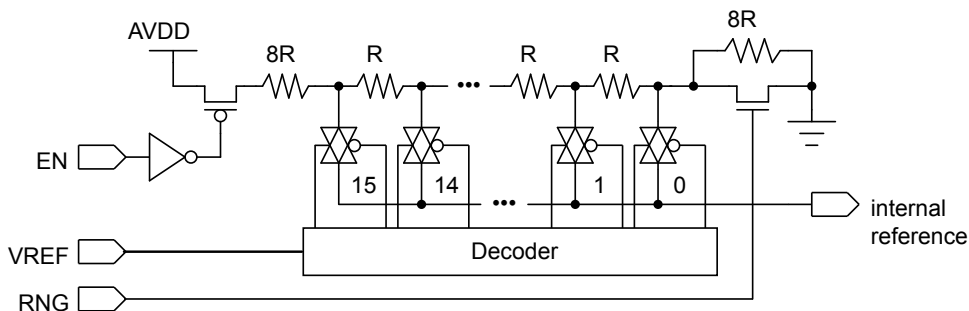 AVDD
8R
R
R
R
8R
EN
15
14
1
0
internal
reference
VREF
Decoder
RNG